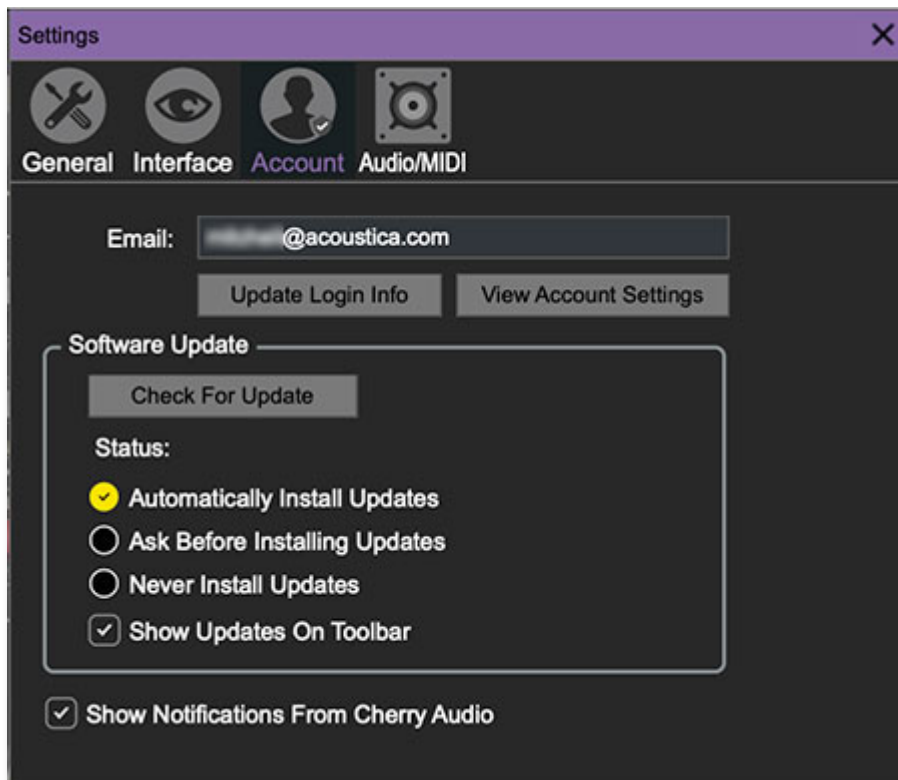 Settings
General Interface Account Audio/MIDI
Email: @acoustica.com
Update Login Info View Account Settings
Software Update
Check For Update
Status:
Automatically Install Updates
Ask Before Installing Updates
Never Install Updates
Show Updates On Toolbar
Show Notifications From Cherry Audio